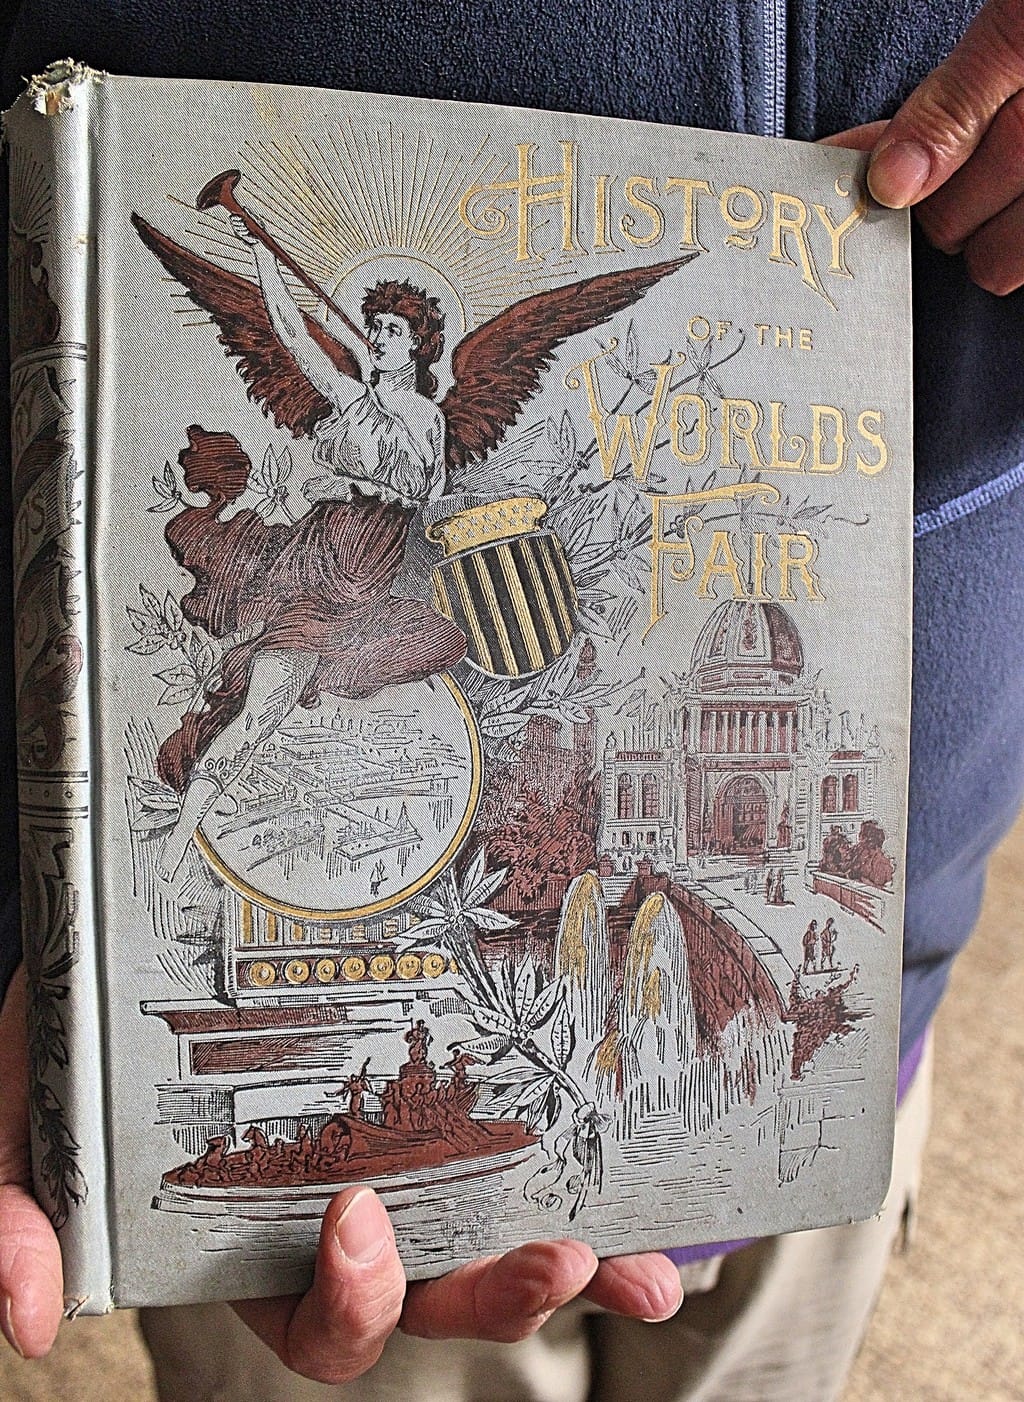 HISTORY
OF THE
WORLDS
FAIR